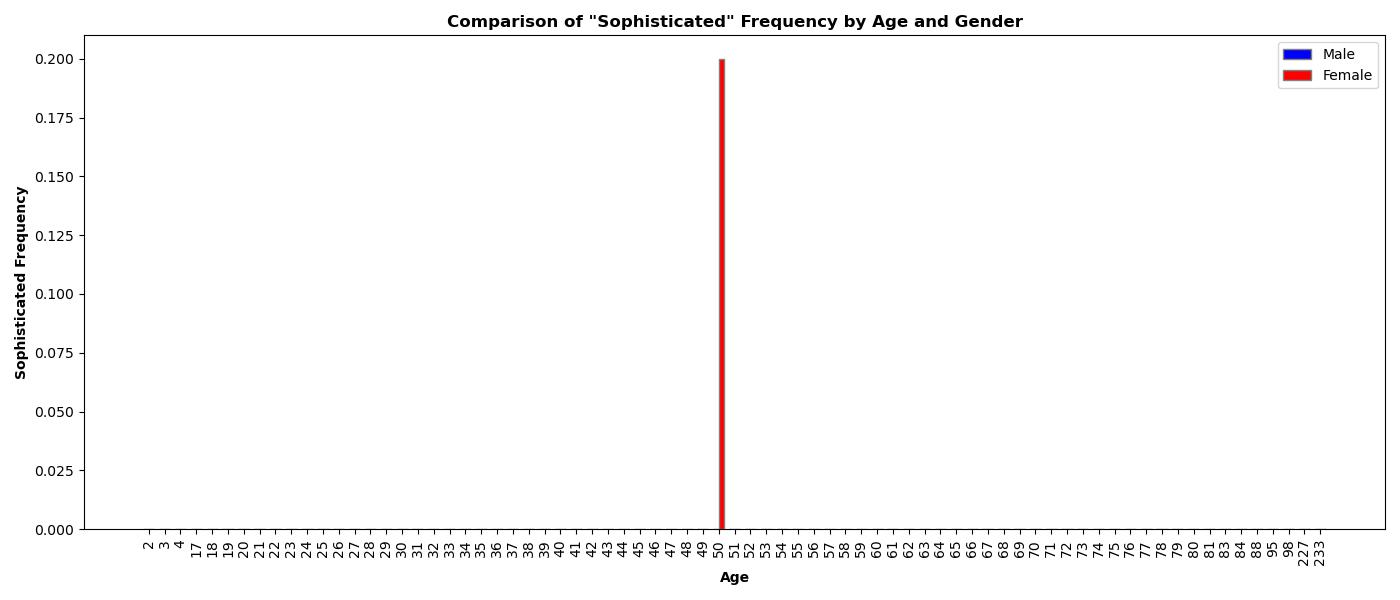 Comparison of "Sophisticated" Frequency by Age and Gender
Male
Female
Sophisticated Frequency
0.200
0.175
0.150
0.125
0.100
0.075
0.050
0.025
0.000
2 3 4 17 18 19 20 21 22 23 24 25 26 27 28 29 30 31 32 33 34 35 36 37 38 39 40 41 42 43 44 45 46 47 48 49 50 51 52 53 54 55 56 57 58 59 60 61 62 63 64 65 66 67 68 69 70 71 72 73 74 75 76 77 78 79 80 81 83 84 88 95 98 227 233
Age